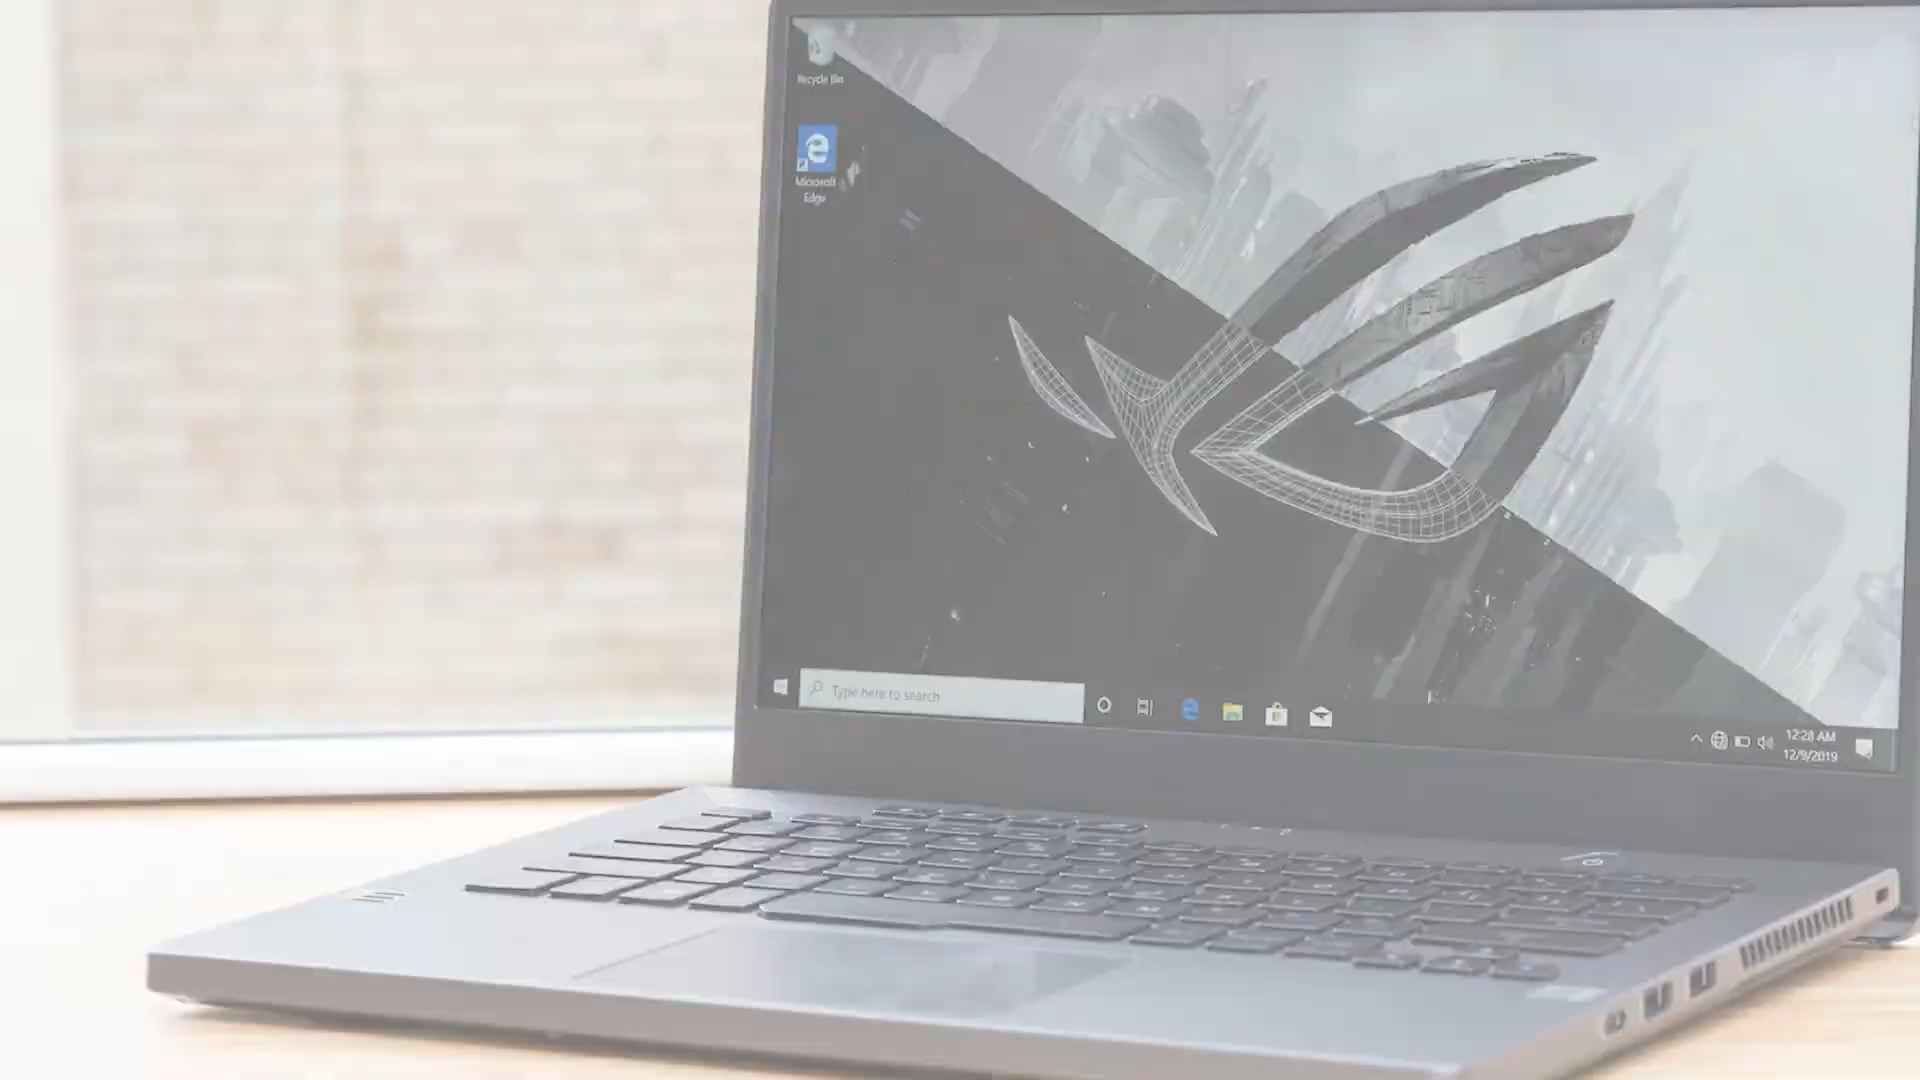 Recycle Bin
Microsoft
Edge
Type here to search
12:28 AM
12/9/2019